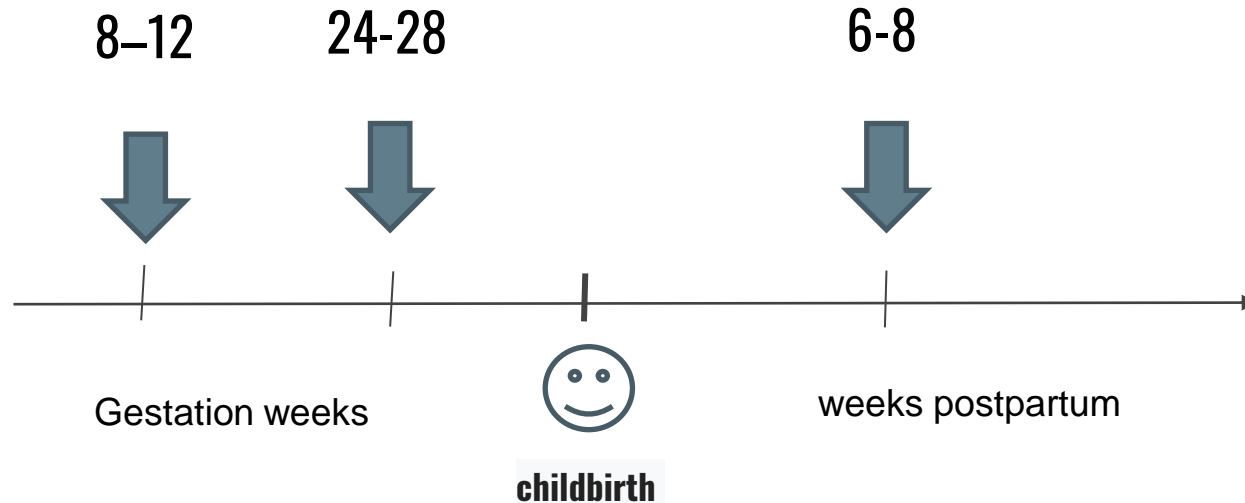 8–12
24-28
6-8
Gestation weeks
weeks postpartum
childbirth